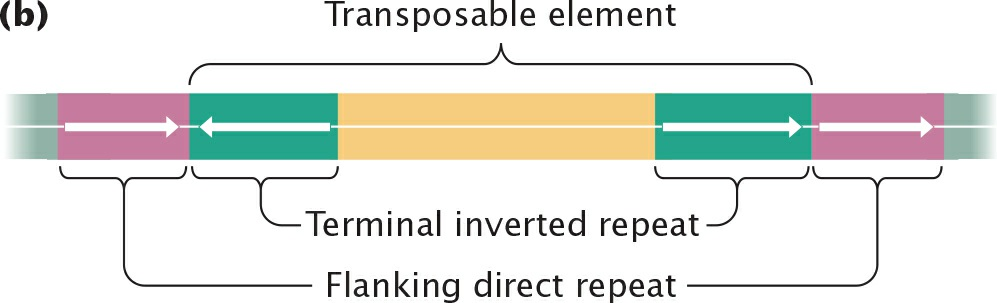 (b)
Transposable element
Terminal inverted repeat
Flanking direct repeat